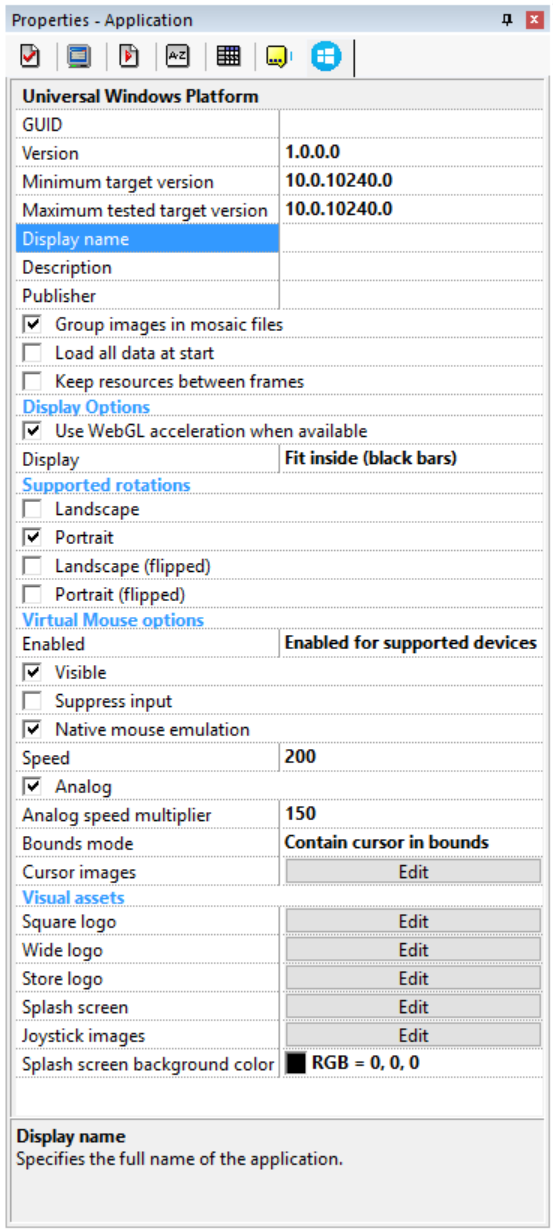 Properties - Application
A-Z
Universal Windows Platform
GUID
Version 1.0.0.0
Minimum target version 10.0.10240.0
Maximum tested target version 10.0.10240.0
Display name
Description
Publisher
Group images in mosaic files
Load all data at start
Keep resources between frames
Display Options
Use WebGL acceleration when available
Display Fit inside (black bars)
Supported rotations
Landscape
Portrait
Landscape (flipped)
Portrait (flipped)
Virtual Mouse options
Enabled Enabled for supported devices
Visible
Suppress input
Native mouse emulation
Speed 200
Analog
Analog speed multiplier 150
Bounds mode Contain cursor in bounds
Cursor images Edit
Visual assets
Square logo Edit
Wide logo Edit
Store logo Edit
Splash screen Edit
Joystick images Edit
Splash screen background color RGB = 0, 0, 0
Display name
Specifies the full name of the application.